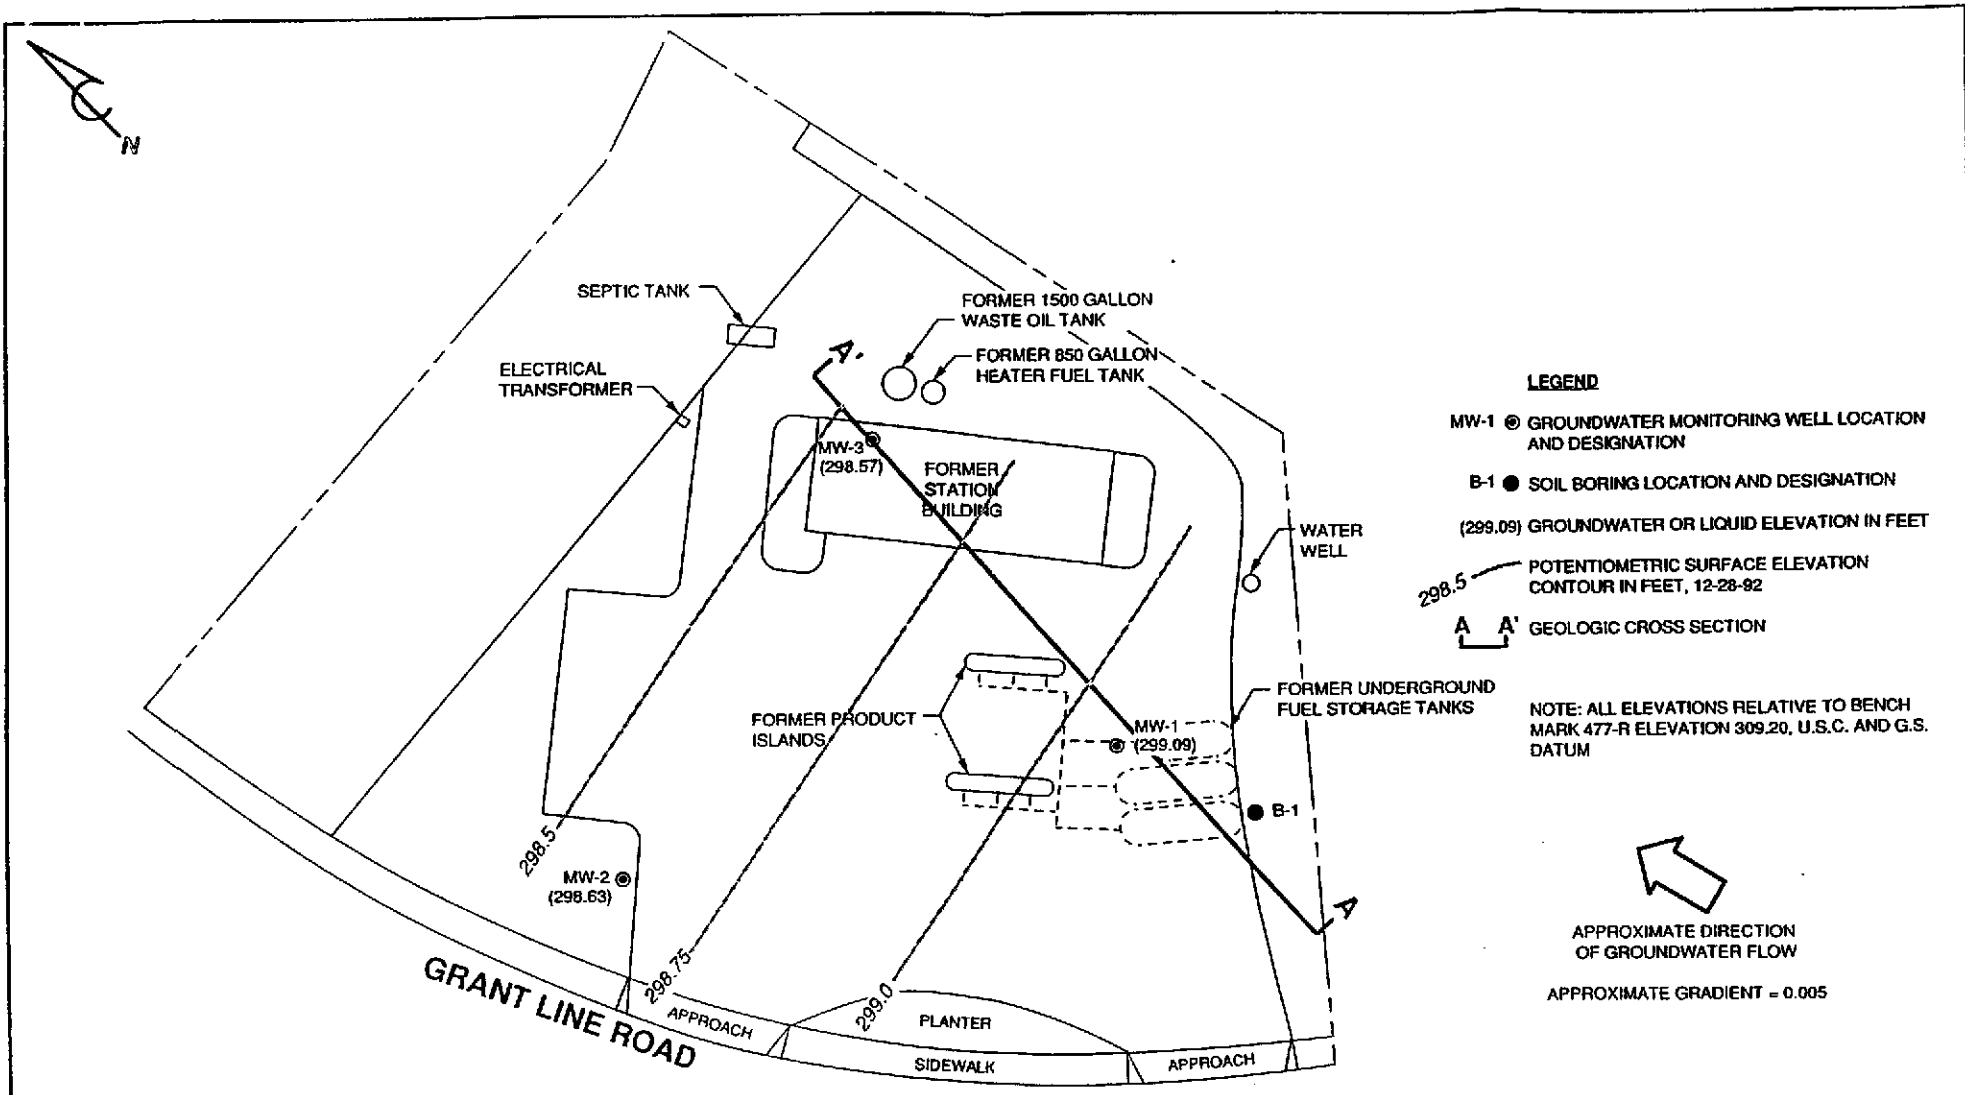 N
SEPTIC TANK
FORMER 1500 GALLON
WASTE OIL TANK
ELECTRICAL
TRANSFORMER
A'
FORMER 850 GALLON
HEATER FUEL TANK
MW-3
(298.57)
FORMER
STATION
BUILDING
WATER
WELL
FORMER UNDERGROUND
FUEL STORAGE TANKS
FORMER PRODUCT
ISLANDS
MW-1
(299.09)
B-1
298.5
MW-2
(298.63)
A
298.75
299.0
GRANT LINE ROAD
APPROACH
PLANTER
SIDEWALK
APPROACH
LEGEND
MW-1 GROUNDWATER MONITORING WELL LOCATION
AND DESIGNATION
B-1 SOIL BORING LOCATION AND DESIGNATION
(299.09) GROUNDWATER OR LIQUID ELEVATION IN FEET
298.5 POTENTIOMETRIC SURFACE ELEVATION
CONTOUR IN FEET, 12-28-92
A A' GEOLOGIC CROSS SECTION
NOTE: ALL ELEVATIONS RELATIVE TO BENCH
MARK 477-R ELEVATION 309.20, U.S.C. AND G.S.
DATUM
APPROXIMATE DIRECTION
OF GROUNDWATER FLOW
APPROXIMATE GRADIENT = 0.005